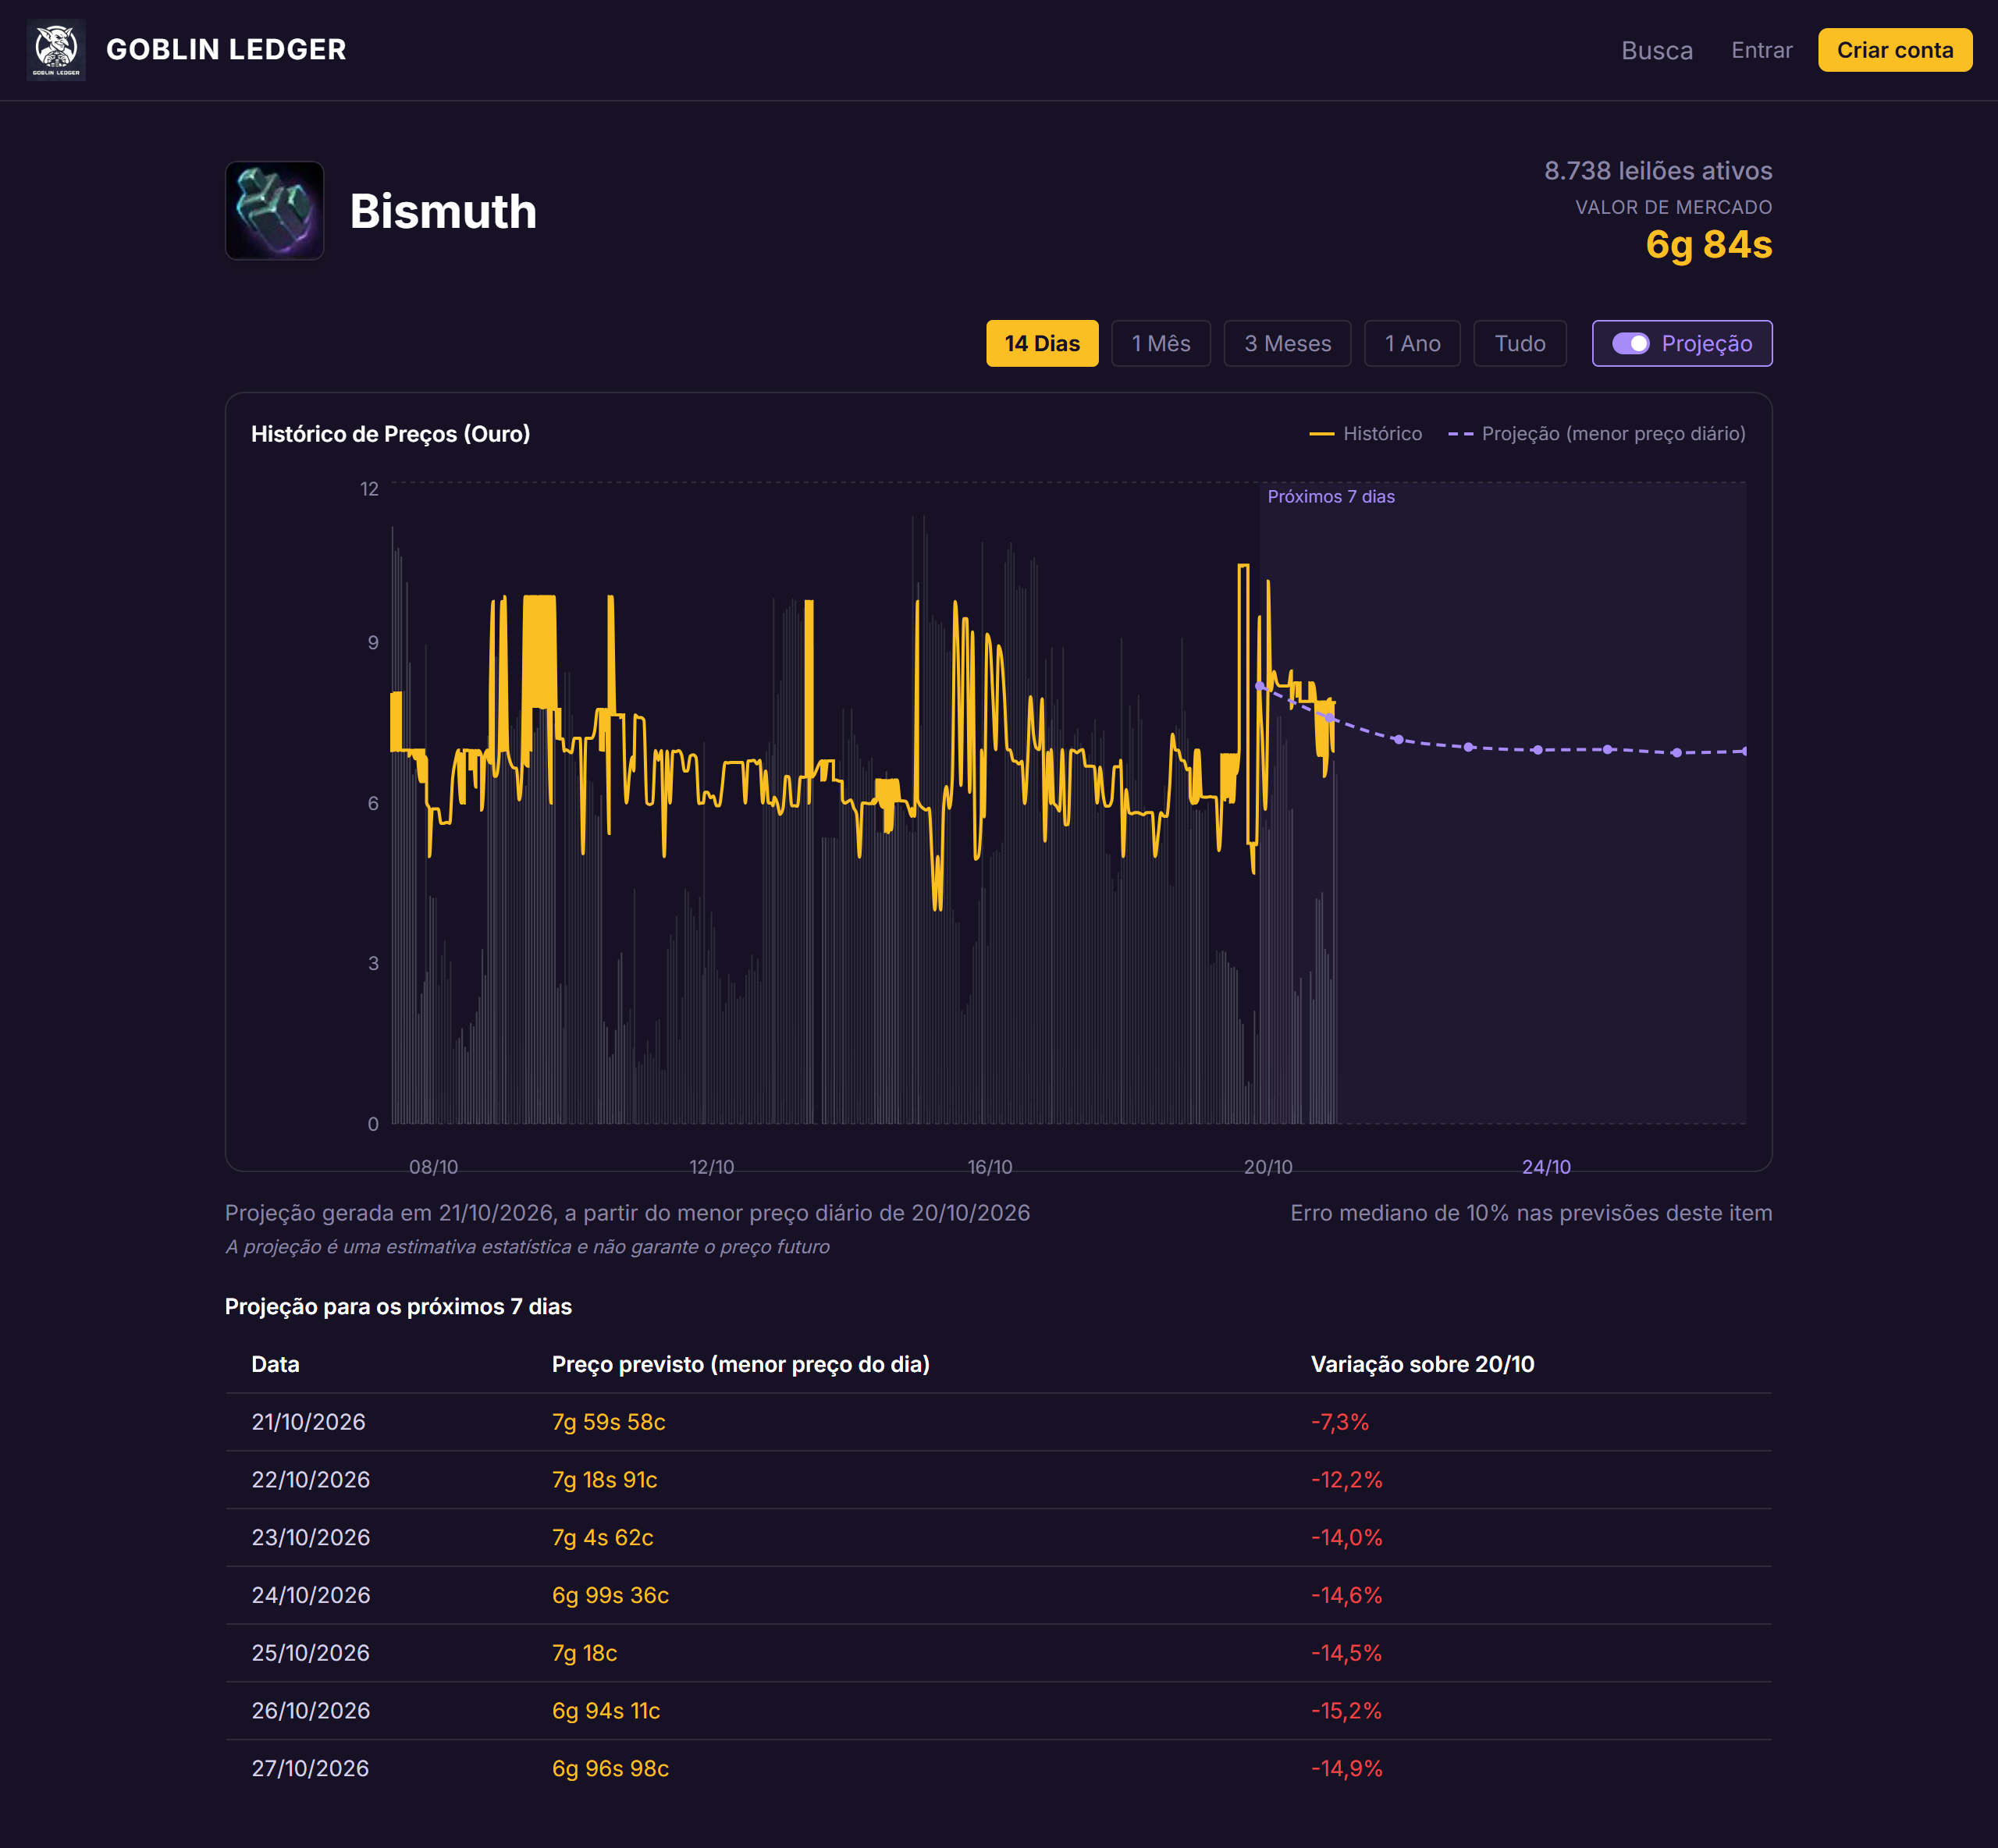 GOBLIN LEDGER
GOBLIN LEDGER
Busca
Entrar
Criar conta
Bismuth
8.738 leilões ativos
VALOR DE MERCADO
6g 84s
14 Dias
1 Mês
3 Meses
1 Ano
Tudo
Projeção
Histórico de Preços (Ouro)
Histórico
Projeção (menor preço diário)
12
9
6
3
0
Próximos 7 dias
08/10
12/10
16/10
20/10
24/10
Projeção gerada em 21/10/2026, a partir do menor preço diário de 20/10/2026
Erro mediano de 10% nas previsões deste item
A projeção é uma estimativa estatística e não garante o preço futuro
Projeção para os próximos 7 dias
Data Preço previsto (menor preço do dia) Variação sobre 20/10
21/10/2026 7g 59s 58c -7,3%
22/10/2026 7g 18s 91c -12,2%
23/10/2026 7g 4s 62c -14,0%
24/10/2026 6g 99s 36c -14,6%
25/10/2026 7g 18c -14,5%
26/10/2026 6g 94s 11c -15,2%
27/10/2026 6g 96s 98c -14,9%